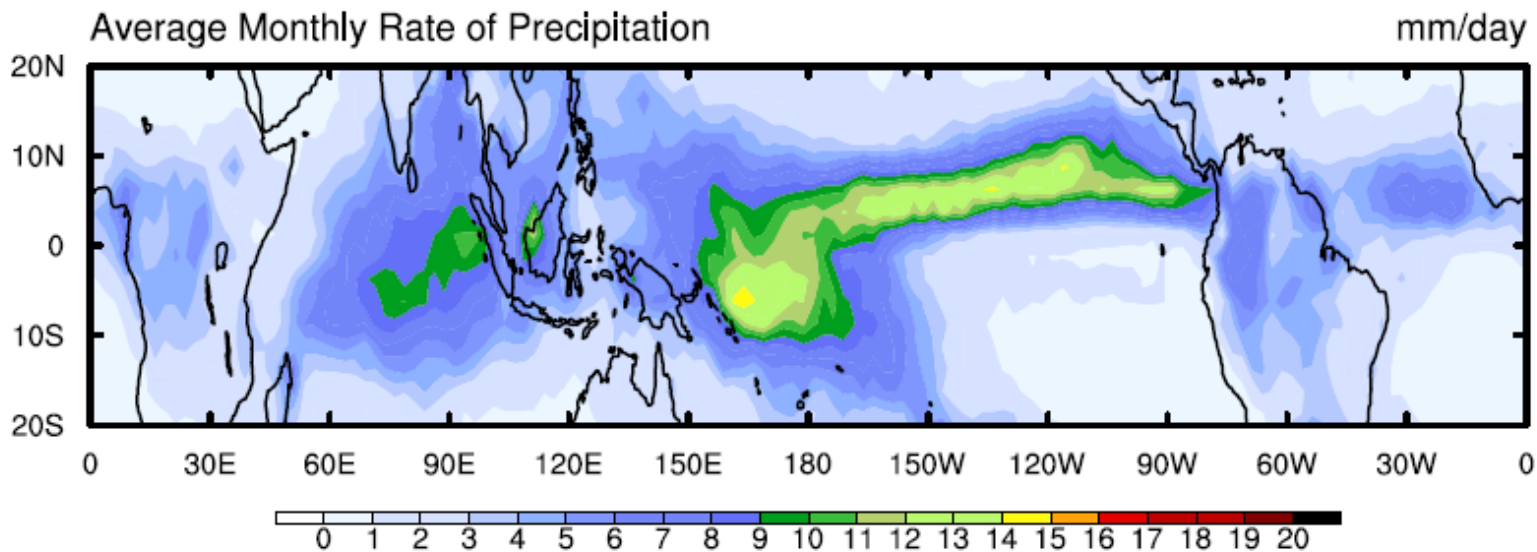 Average Monthly Rate of Precipitation mm/day
20N
10N
0
10S
20S
0 30E 60E 90E 120E 150E 180 150W 120W 90W 60W 30W 0
0 1 2 3 4 5 6 7 8 9 10 11 12 13 14 15 16 17 18 19 20